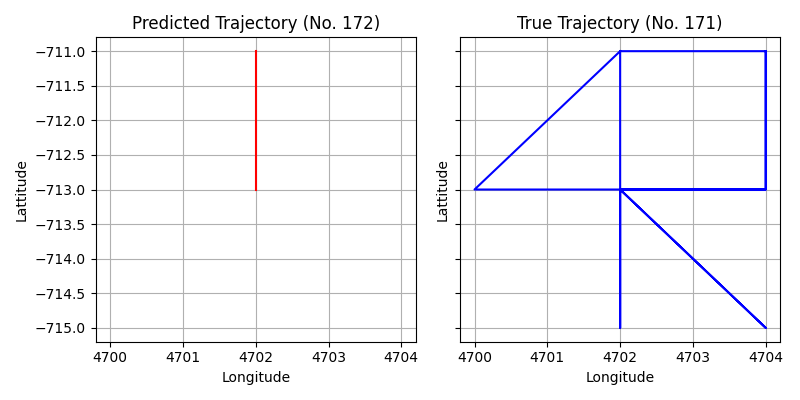 Predicted Trajectory (No. 172)
True Trajectory (No. 171)
−711.0
−711.5
−712.0
−712.5
−713.0
−713.5
−714.0
−714.5
−715.0
Lattitude
Lattitude
4700 4701 4702 4703 4704
4700 4701 4702 4703 4704
Longitude
Longitude